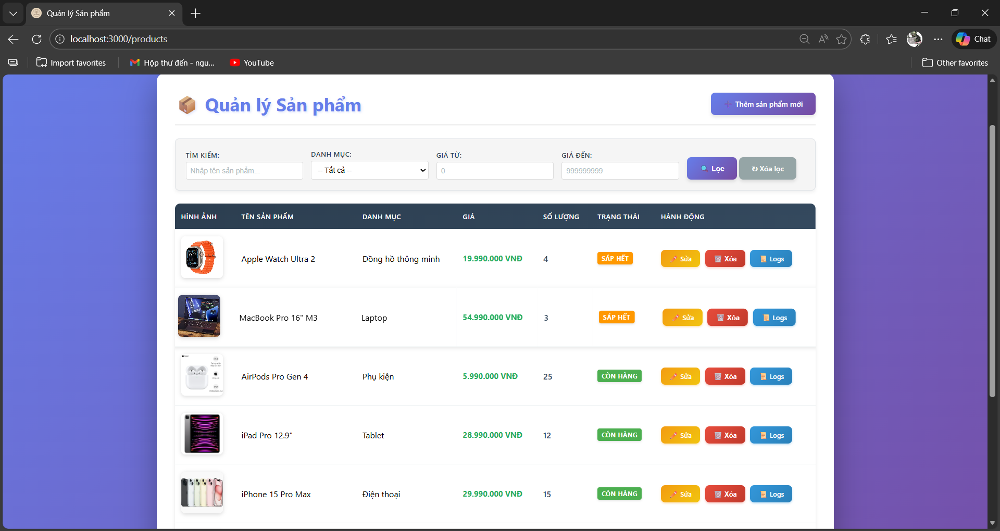 Quản lý Sản phẩm
localhost:3000/products
Chat
Import favorites
Hộp thư đến - ngu...
YouTube
Other favorites
Quản lý Sản phẩm
Thêm sản phẩm mới
TÌM KIẾM:
DANH MỤC:
GIÁ TỪ:
GIÁ ĐẾN:
Nhập tên sản phẩm...
-- Tất cả --
0
999999999
Lọc
↻ Xóa lọc
HÌNH ẢNH TÊN SẢN PHẨM DANH MỤC GIÁ SỐ LƯỢNG TRẠNG THÁI HÀNH ĐỘNG
Apple Watch Ultra 2 Đồng hồ thông minh 19.990.000 VNĐ 4 SẮP HẾT Sửa Xóa Logs
MacBook Pro 16" M3 Laptop 54.990.000 VNĐ 3 SẮP HẾT Sửa Xóa Logs
AirPods Pro Gen 4 Phụ kiện 5.990.000 VNĐ 25 CÒN HÀNG Sửa Xóa Logs
iPad Pro 12.9" Tablet 28.990.000 VNĐ 12 CÒN HÀNG Sửa Xóa Logs
iPhone 15 Pro Max Điện thoại 29.990.000 VNĐ 15 CÒN HÀNG Sửa Xóa Logs